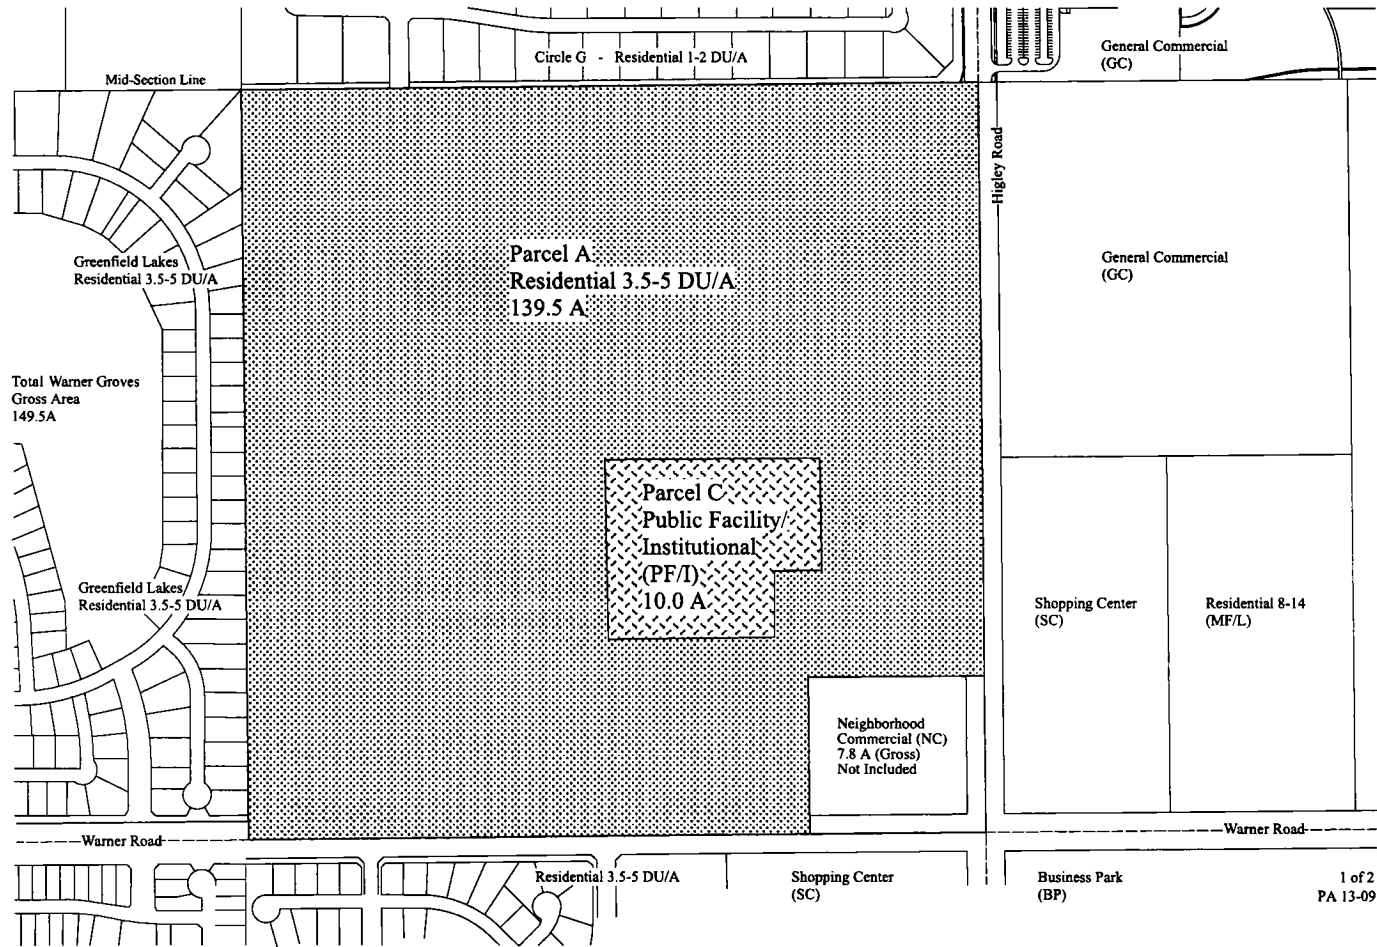 Circle G - Residential 1-2 DU/A
General Commercial
(GC)
Mid-Section Line
Higley Road
Parcel A
Residential 3.5-5 DU/A
139.5 A
Greenfield Lakes
Residential 3.5-5 DU/A
General Commercial
(GC)
Total Warner Groves
Gross Area
149.5A
Parcel C
Public Facility/
Institutional
(PF/I)
10.0 A
Greenfield Lakes
Residential 3.5-5 DU/A
Shopping Center
(SC)
Residential 8-14
(MF/L)
Neighborhood
Commercial (NC)
7.8 A (Gross)
Not Included
Warner Road
Warner Road
Residential 3.5-5 DU/A
Shopping Center
(SC)
Business Park
(BP)
1 of 2
PA 13-09